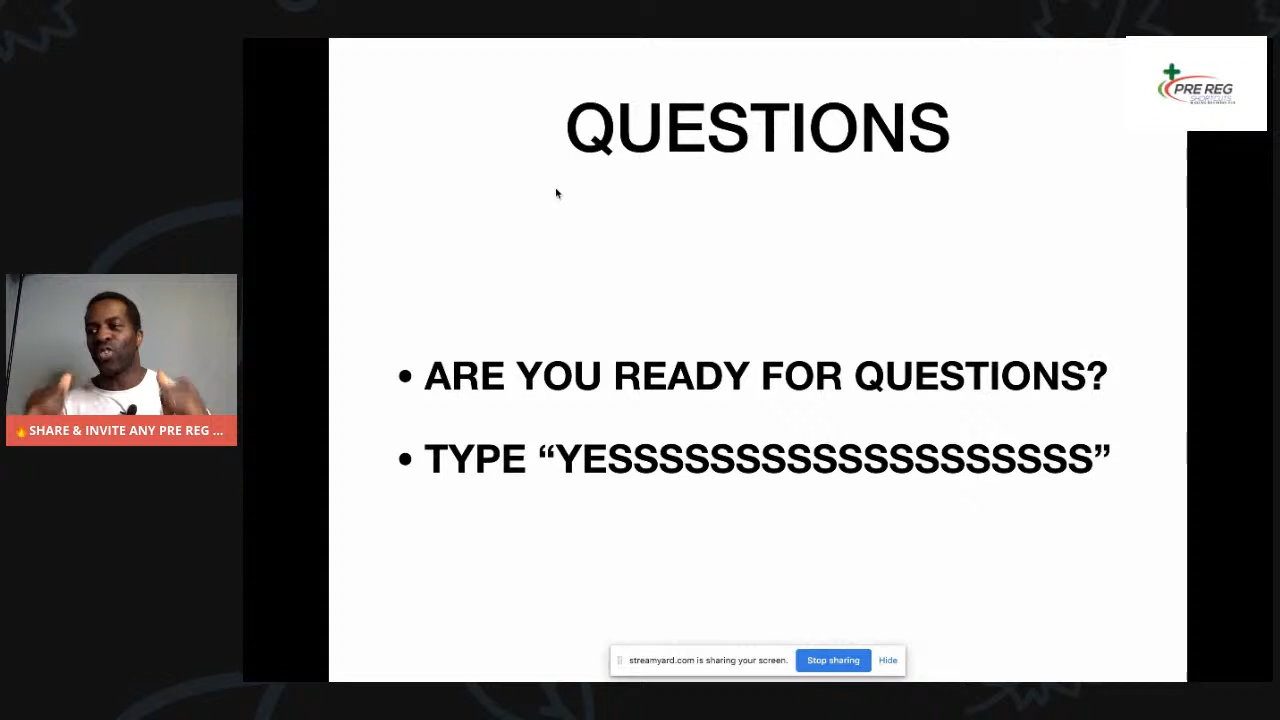 QUESTIONS
PRE REG
SHORTCUTS
• ARE YOU READY FOR QUESTIONS?
• TYPE “YESSSSSSSSSSSSSSSSSSS”
🔥SHARE & INVITE ANY PRE REG ...
streamyard.com is sharing your screen.
Stop sharing
Hide